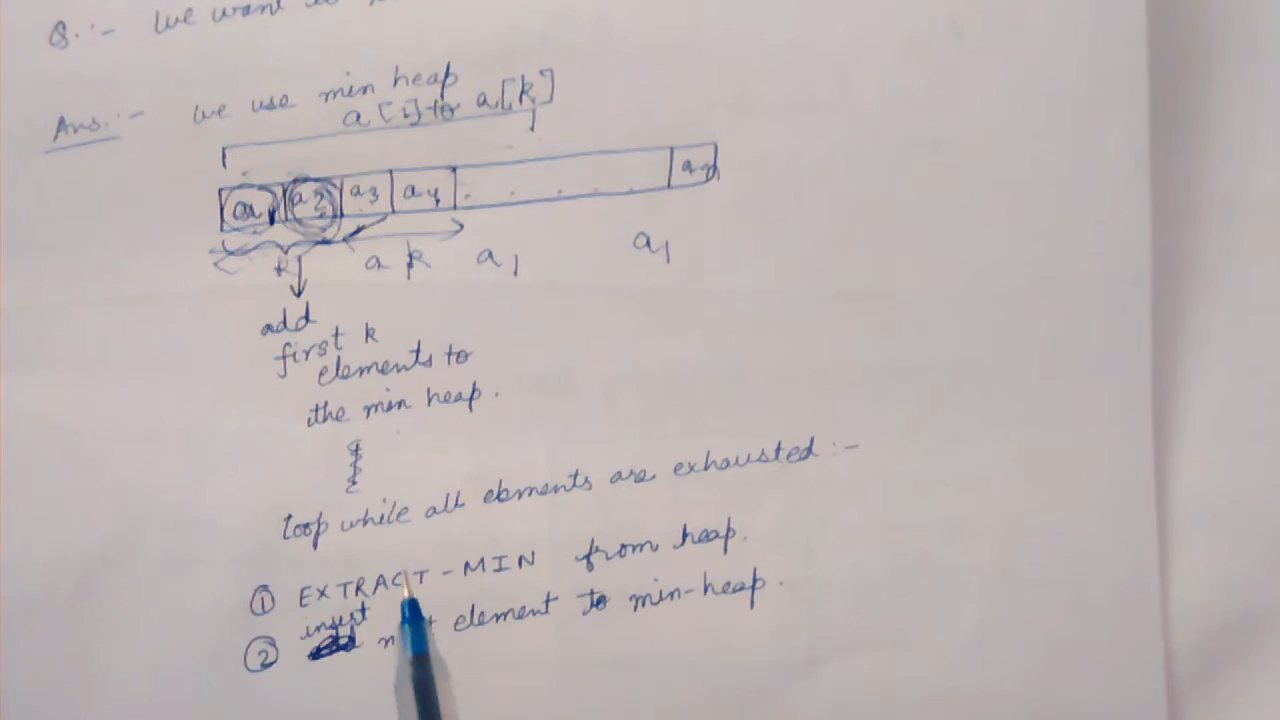 Q.:- We want
Ans.:- We use min heap
a[i] to a[k]
a1 a2 a3 a4 . . . . . an
k a k a1 a1
add
first k
elements to
the min heap.
loop while all elements are exhausted :-
① EXTRACT-MIN from heap.
insert
② element to min-heap.